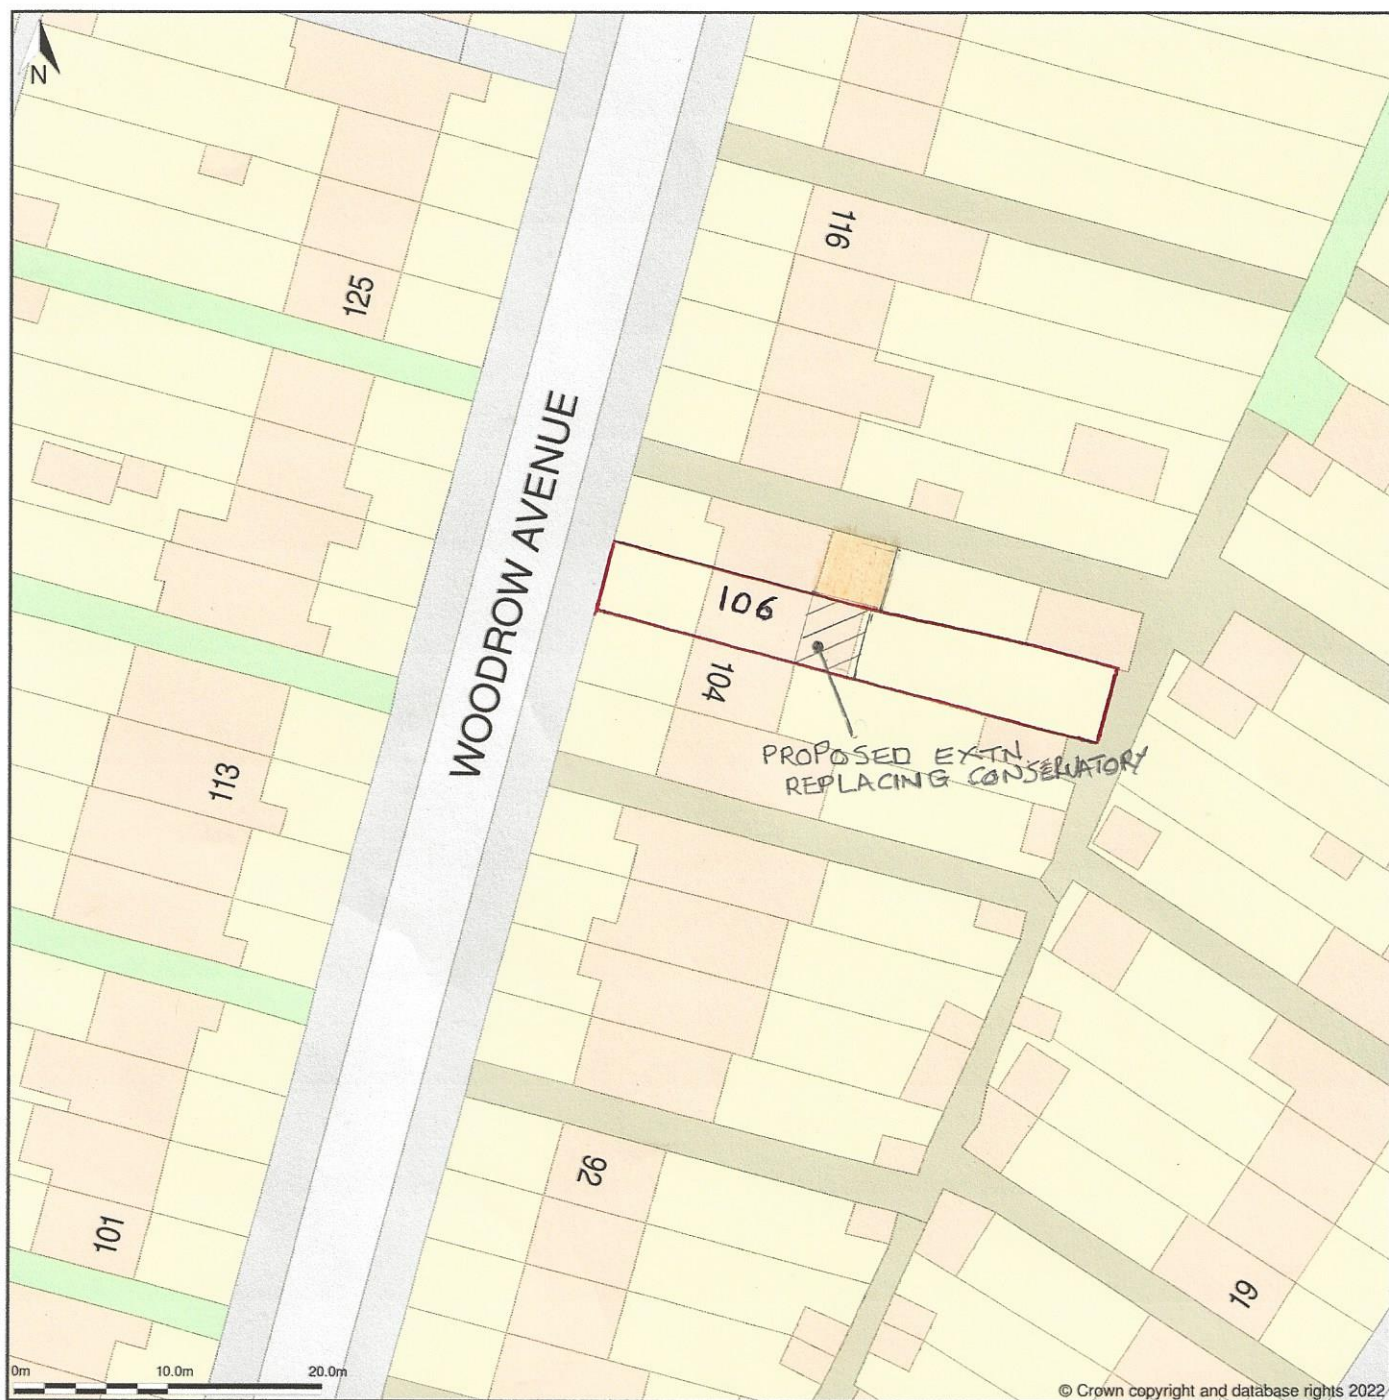 N
116
125
WOODROW AVENUE
106
104
PROPOSED EXTN
REPLACING CONSERVATORY
113
92
101
19
0m 10.0m 20.0m
© Crown copyright and database rights 2022